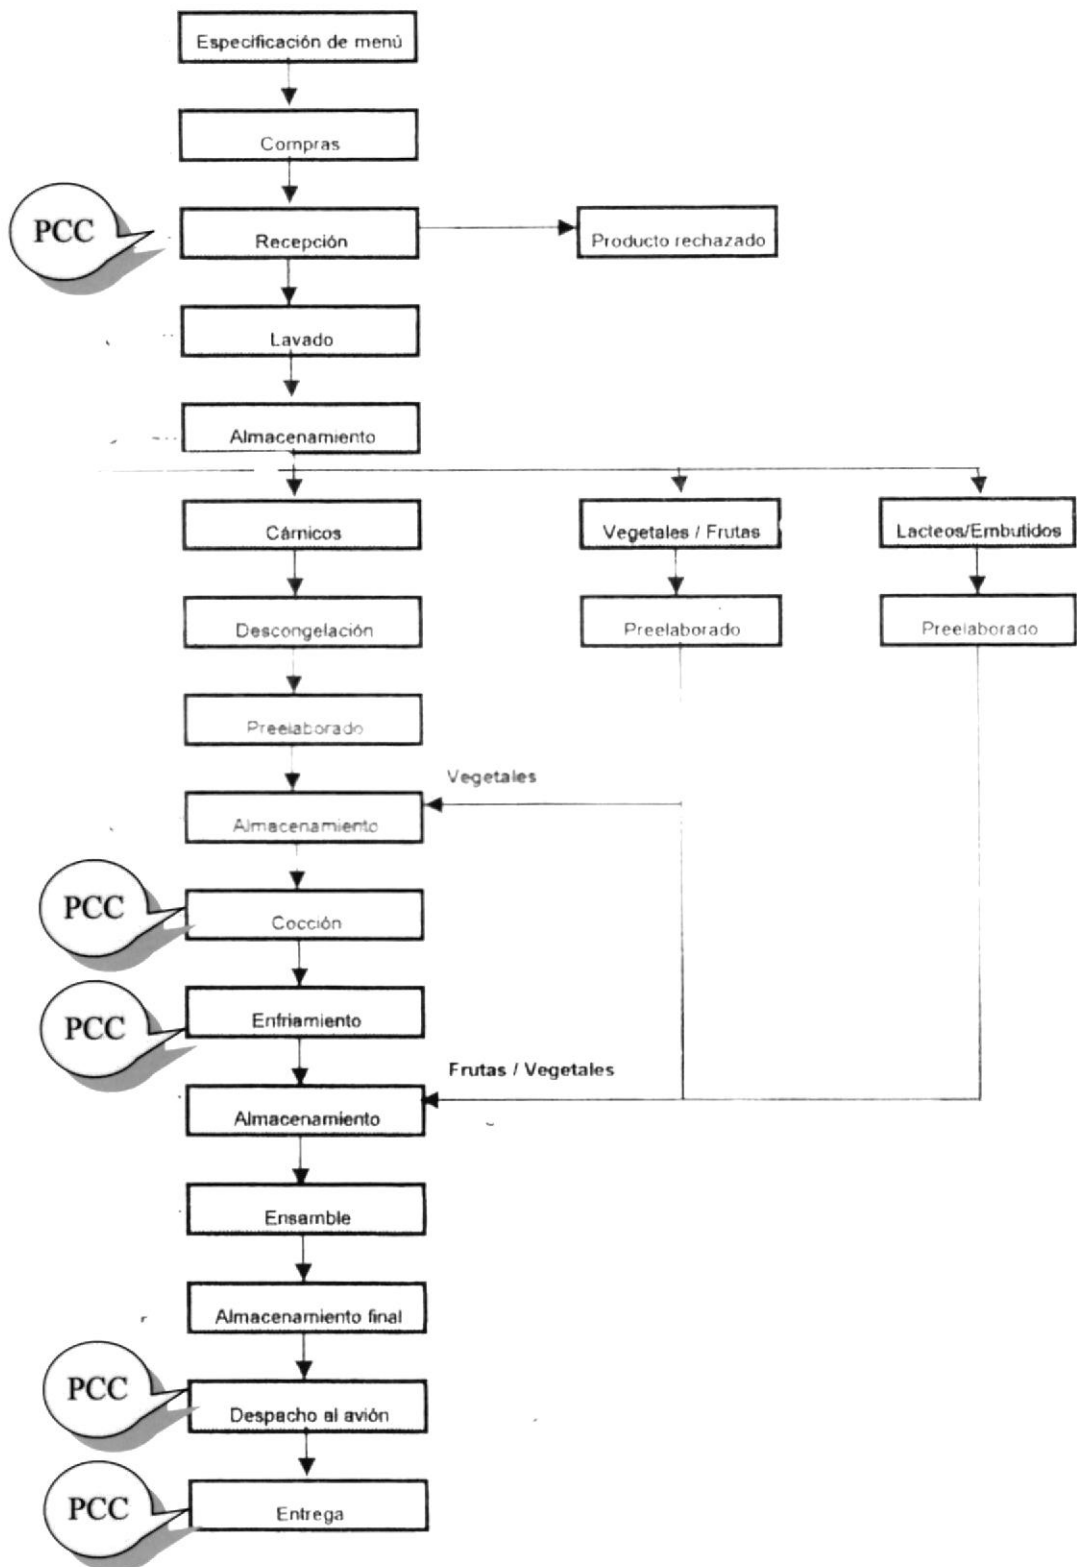 Especificación de menú
Compras
PCC
Recepción
Producto rechazado
Lavado
Almacenamiento
Cárnicos
Vegetales / Frutas
Lacteos/Embutidos
Descongelación
Preelaborado
Preelaborado
Preelaborado
Vegetales
Almacenamiento
PCC
Cocción
PCC
Enfriamiento
Frutas / Vegetales
Almacenamiento
Ensamble
Almacenamiento final
PCC
Despacho al avión
PCC
Entrega